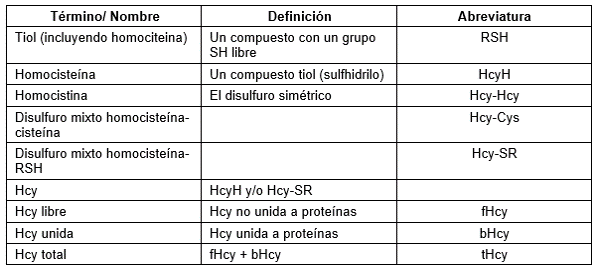 Término/ Nombre Definición Abreviatura
Tiol (incluyendo homociteina) Un compuesto con un grupo RSH
SH libre
Homocisteína Un compuesto tiol (sulfhidrilo) HcyH
Homocistina El disulfuro simétrico Hcy-Hcy
Disulfuro mixto homocisteína- Hcy-Cys
cisteína
Disulfuro mixto homocisteína- Hcy-SR
RSH
Hcy HcyH y/o Hcy-SR
Hcy libre Hcy no unida a proteínas fHcy
Hcy unida Hcy unida a proteínas bHcy
Hcy total fHcy + bHcy tHcy